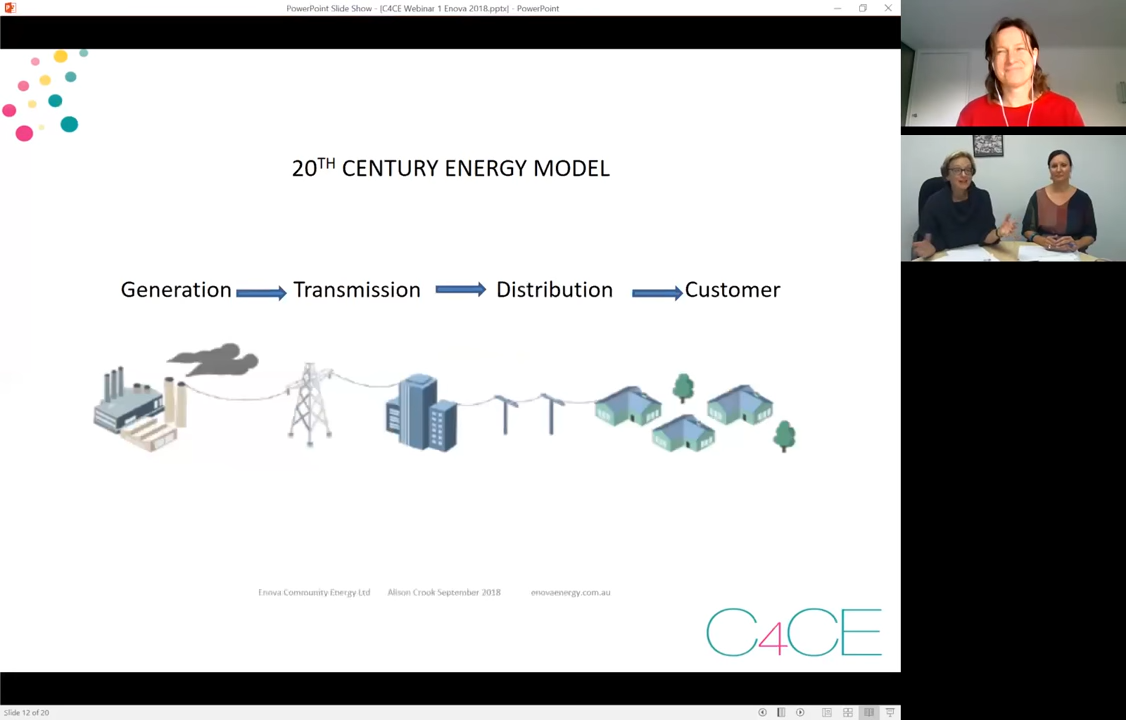 PowerPoint Slide Show - [C4CE Webinar 1 Enova 2018.pptx] - PowerPoint
20TH CENTURY ENERGY MODEL
Generation Transmission Distribution Customer
Enova Community Energy Ltd Alison Crook September 2018 enovaenergy.com.au
C4CE
Slide 12 of 20